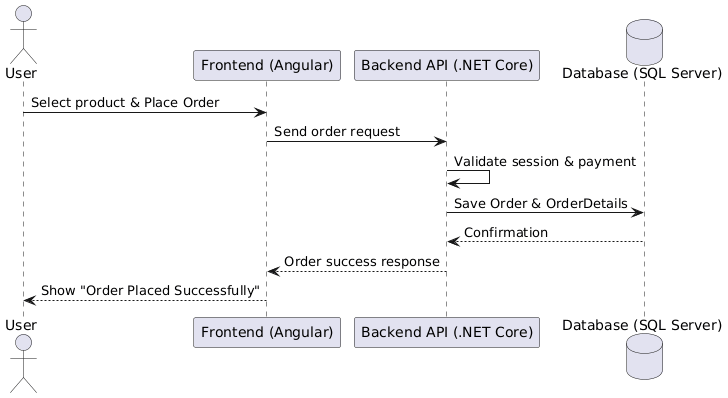 User
Frontend (Angular)
Backend API (.NET Core)
Database (SQL Server)
Select product & Place Order
Send order request
Validate session & payment
Save Order & OrderDetails
Confirmation
Order success response
Show "Order Placed Successfully"
User
Frontend (Angular)
Backend API (.NET Core)
Database (SQL Server)